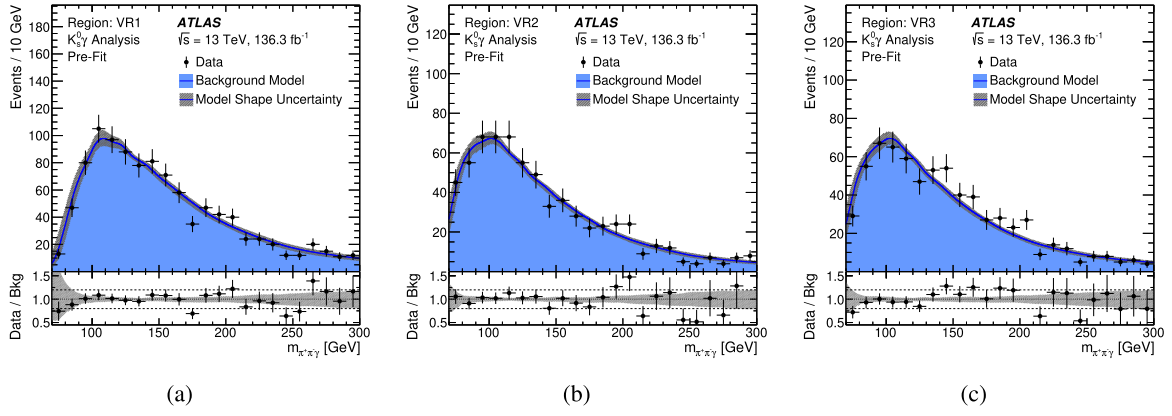 Region: VR1 ATLAS
K⁰ₛγ Analysis √s = 13 TeV, 136.3 fb⁻¹
Pre-Fit
Data
Background Model
Model Shape Uncertainty
Events / 10 GeV
180
160
140
120
100
80
60
40
20
Data / Bkg
1.5
1.0
0.5
100 150 200 250 300
m_π⁺π⁻γ [GeV]
(a)
Region: VR2 ATLAS
K⁰ₛγ Analysis √s = 13 TeV, 136.3 fb⁻¹
Pre-Fit
Data
Background Model
Model Shape Uncertainty
Events / 10 GeV
120
100
80
60
40
20
Data / Bkg
1.5
1.0
0.5
100 150 200 250 300
m_π⁺π⁻γ [GeV]
(b)
Region: VR3 ATLAS
K⁰ₛγ Analysis √s = 13 TeV, 136.3 fb⁻¹
Pre-Fit
Data
Background Model
Model Shape Uncertainty
Events / 10 GeV
120
100
80
60
40
20
Data / Bkg
1.5
1.0
0.5
100 150 200 250 300
m_π⁺π⁻γ [GeV]
(c)